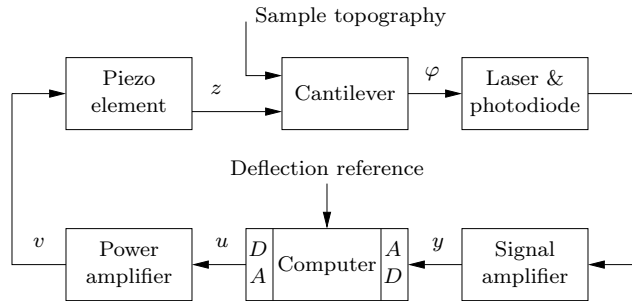 Sample topography
Piezo
element
z
Cantilever
φ
Laser &
photodiode
Deflection reference
v
Power
amplifier
u
D
A
Computer
A
D
y
Signal
amplifier